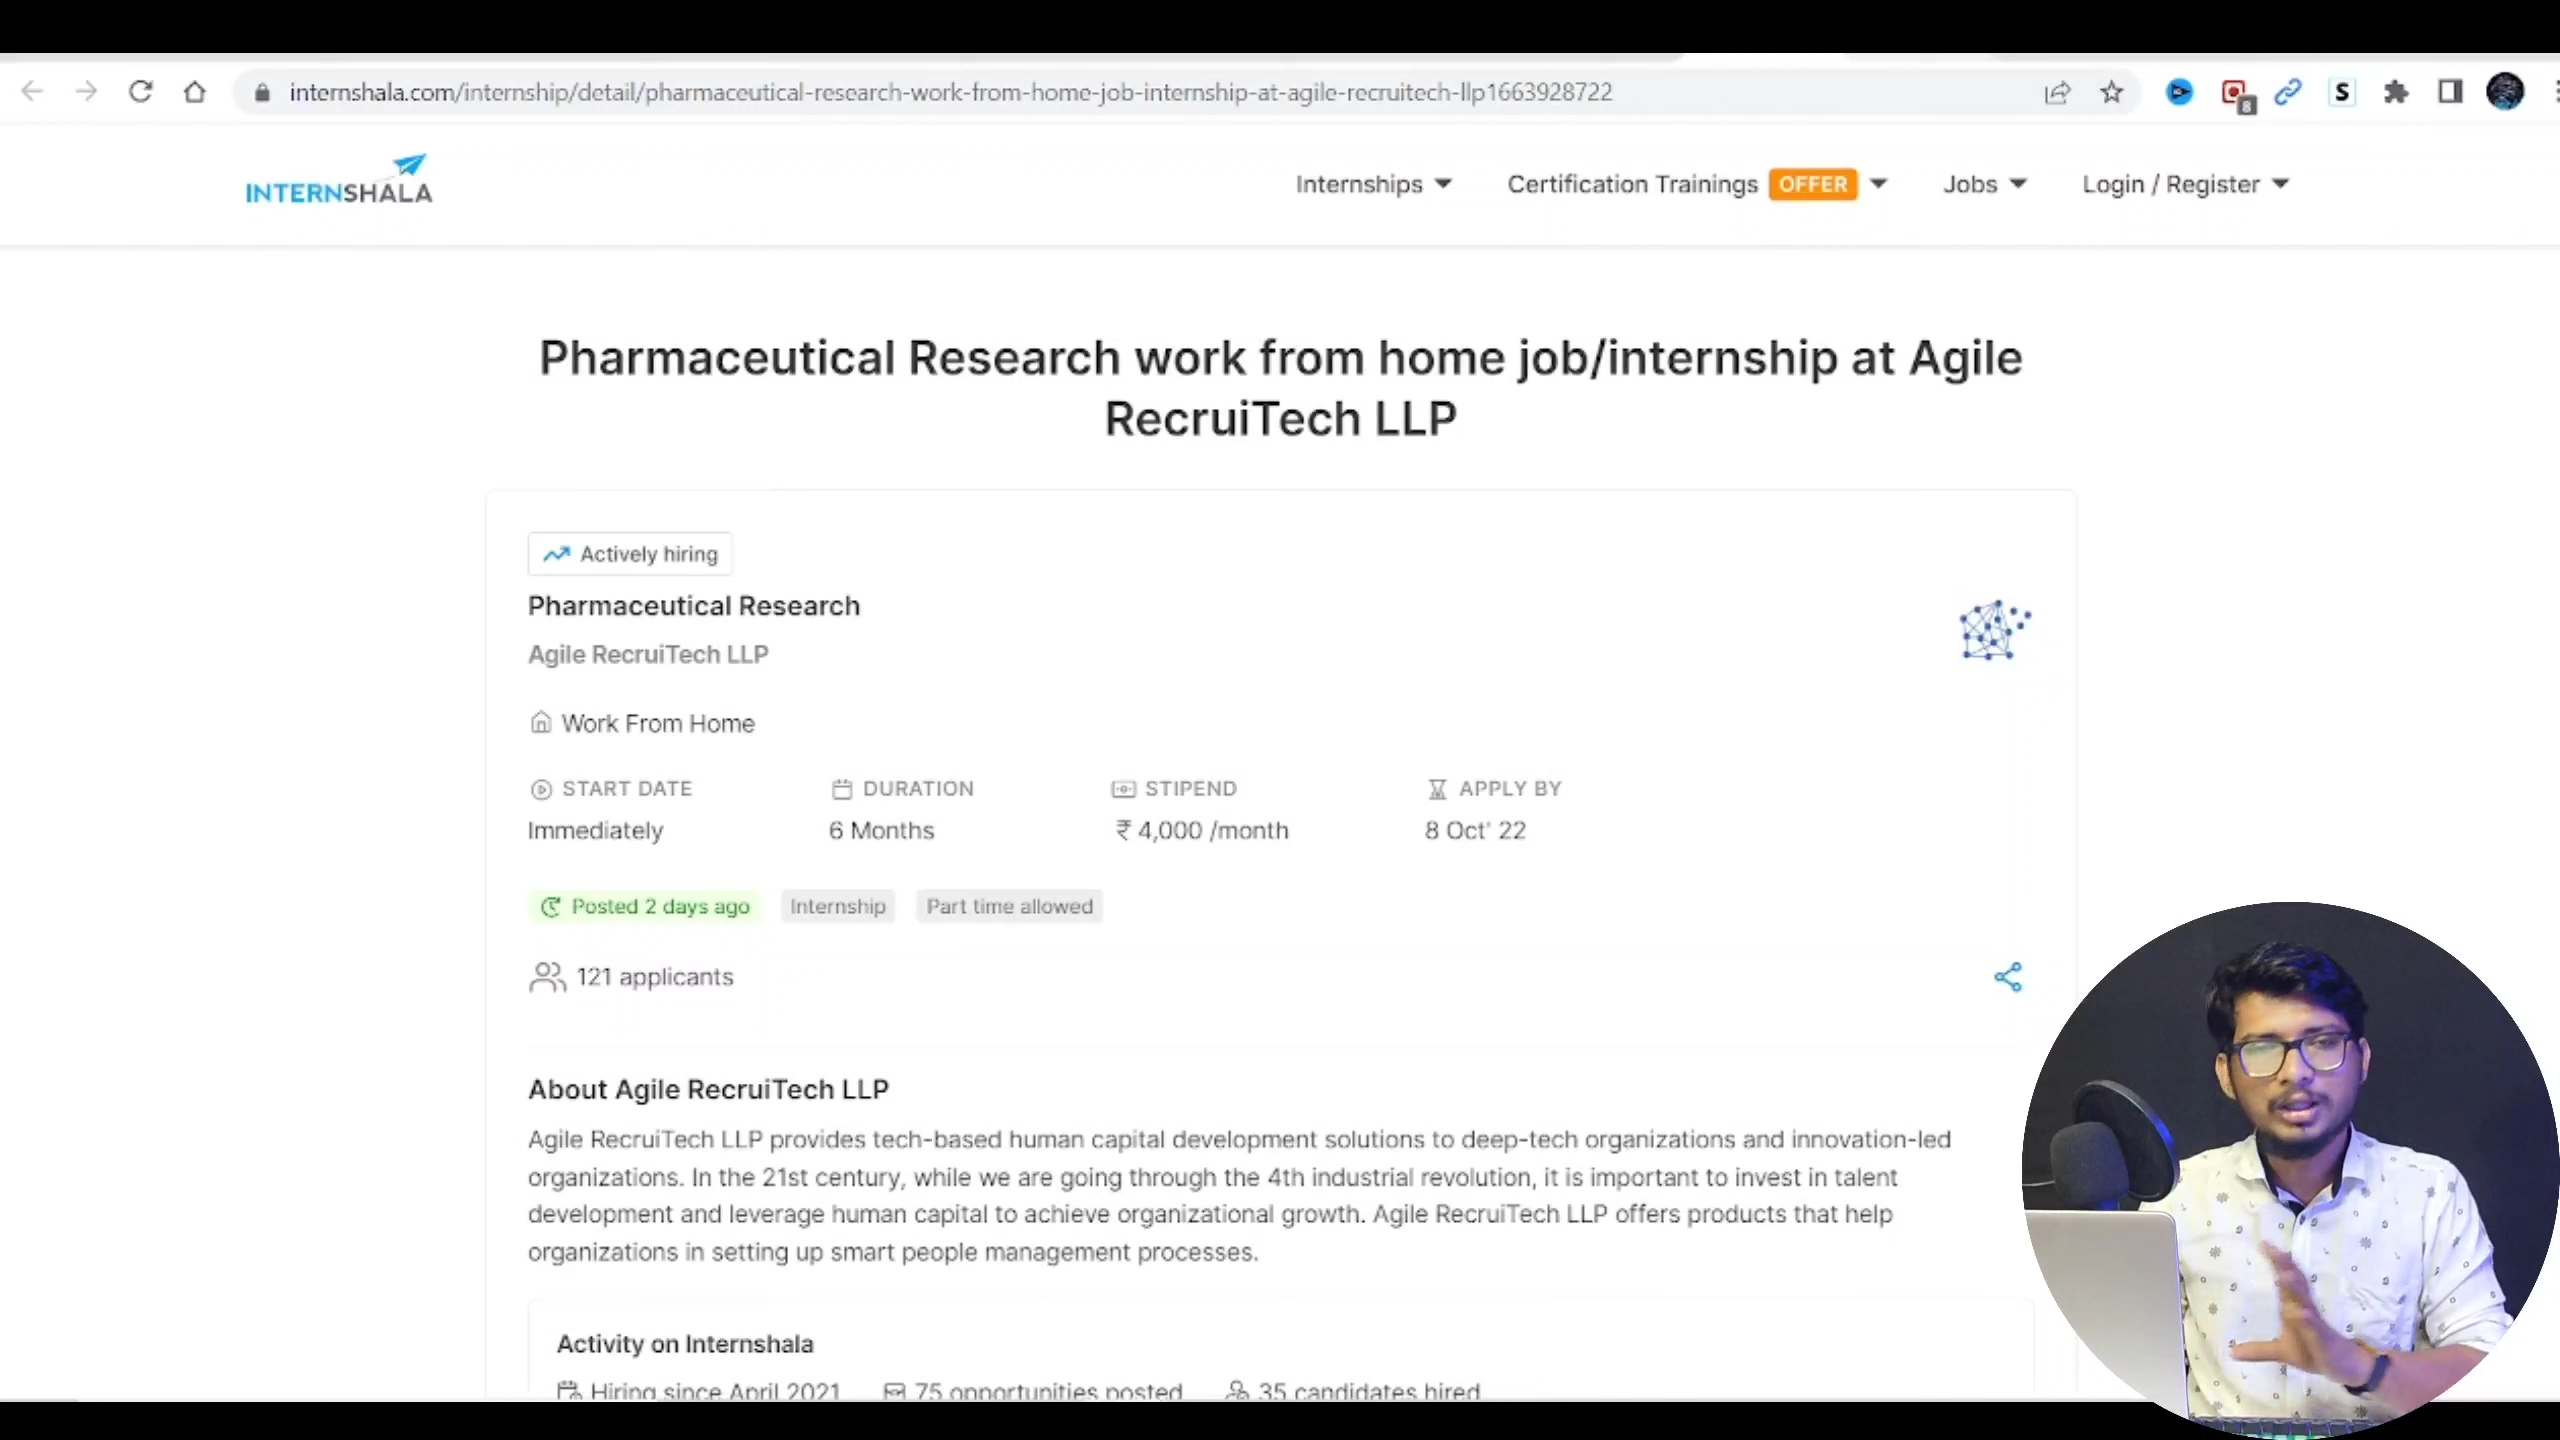 internshala.com/internship/detail/pharmaceutical-research-work-from-home-job-internship-at-agile-recruitech-llp1663928722
8
S
INTERNSHALA
Internships
Certification Trainings OFFER
Jobs
Login / Register
Pharmaceutical Research work from home job/internship at Agile
RecruiTech LLP
Actively hiring
Pharmaceutical Research
Agile RecruiTech LLP
Work From Home
START DATE DURATION STIPEND APPLY BY
Immediately 6 Months ₹ 4,000 /month 8 Oct' 22
Posted 2 days ago Internship Part time allowed
121 applicants
About Agile RecruiTech LLP
Agile RecruiTech LLP provides tech-based human capital development solutions to deep-tech organizations and innovation-led
organizations. In the 21st century, while we are going through the 4th industrial revolution, it is important to invest in talent
development and leverage human capital to achieve organizational growth. Agile RecruiTech LLP offers products that help
organizations in setting up smart people management processes.
Activity on Internshala
Hiring since April 2021 75 opportunities posted 35 candidates hired